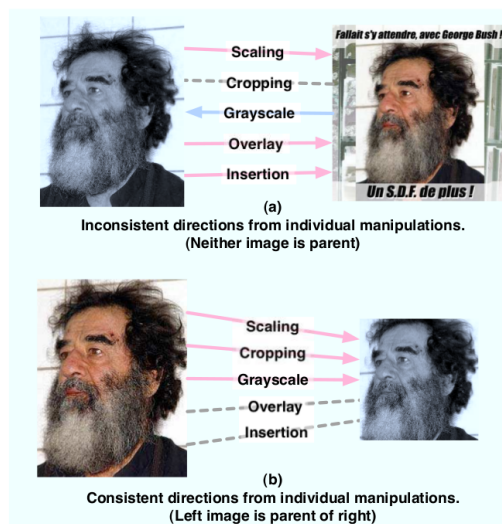 Fallait s'y attendre, avec George Bush !
Scaling
Cropping
Grayscale
Overlay
Insertion
Un S.D.F. de plus !
(a)
Inconsistent directions from individual manipulations.
(Neither image is parent)
Scaling
Cropping
Grayscale
Overlay
Insertion
(b)
Consistent directions from individual manipulations.
(Left image is parent of right)